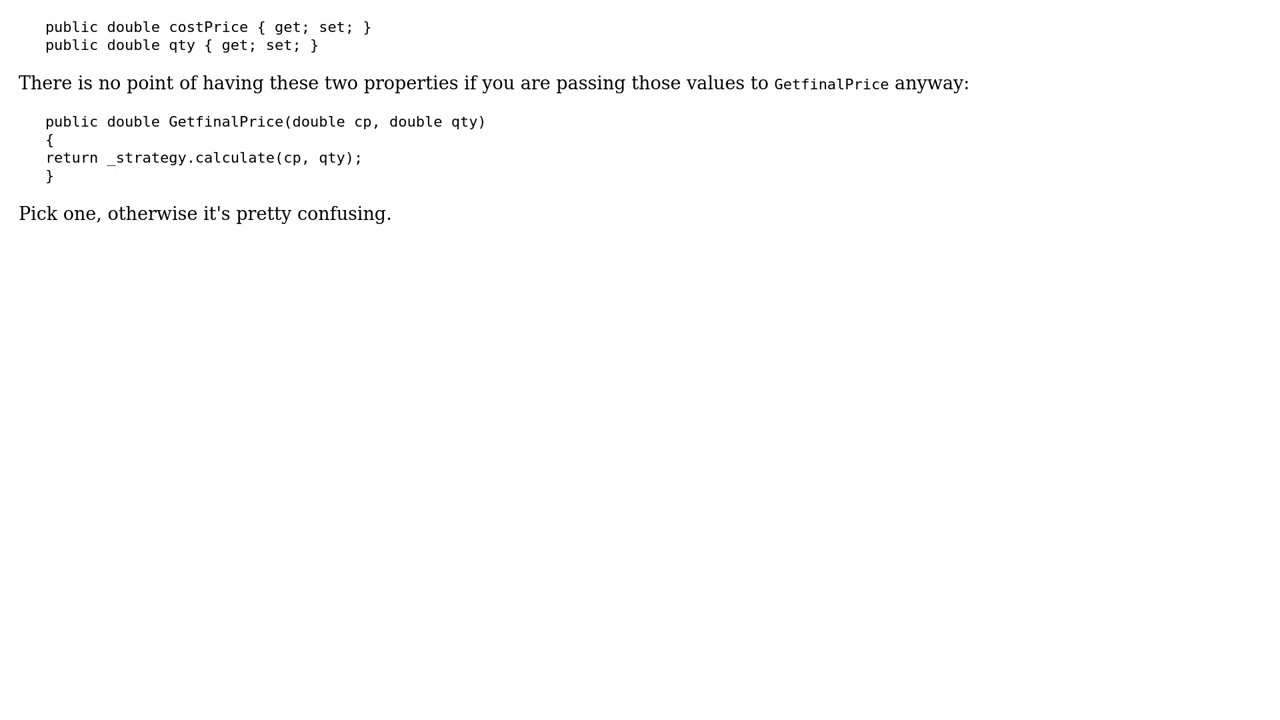 public double costPrice { get; set; }
public double qty { get; set; }
There is no point of having these two properties if you are passing those values to GetfinalPrice anyway:
public double GetfinalPrice(double cp, double qty)
{
return _strategy.calculate(cp, qty);
}
Pick one, otherwise it's pretty confusing.